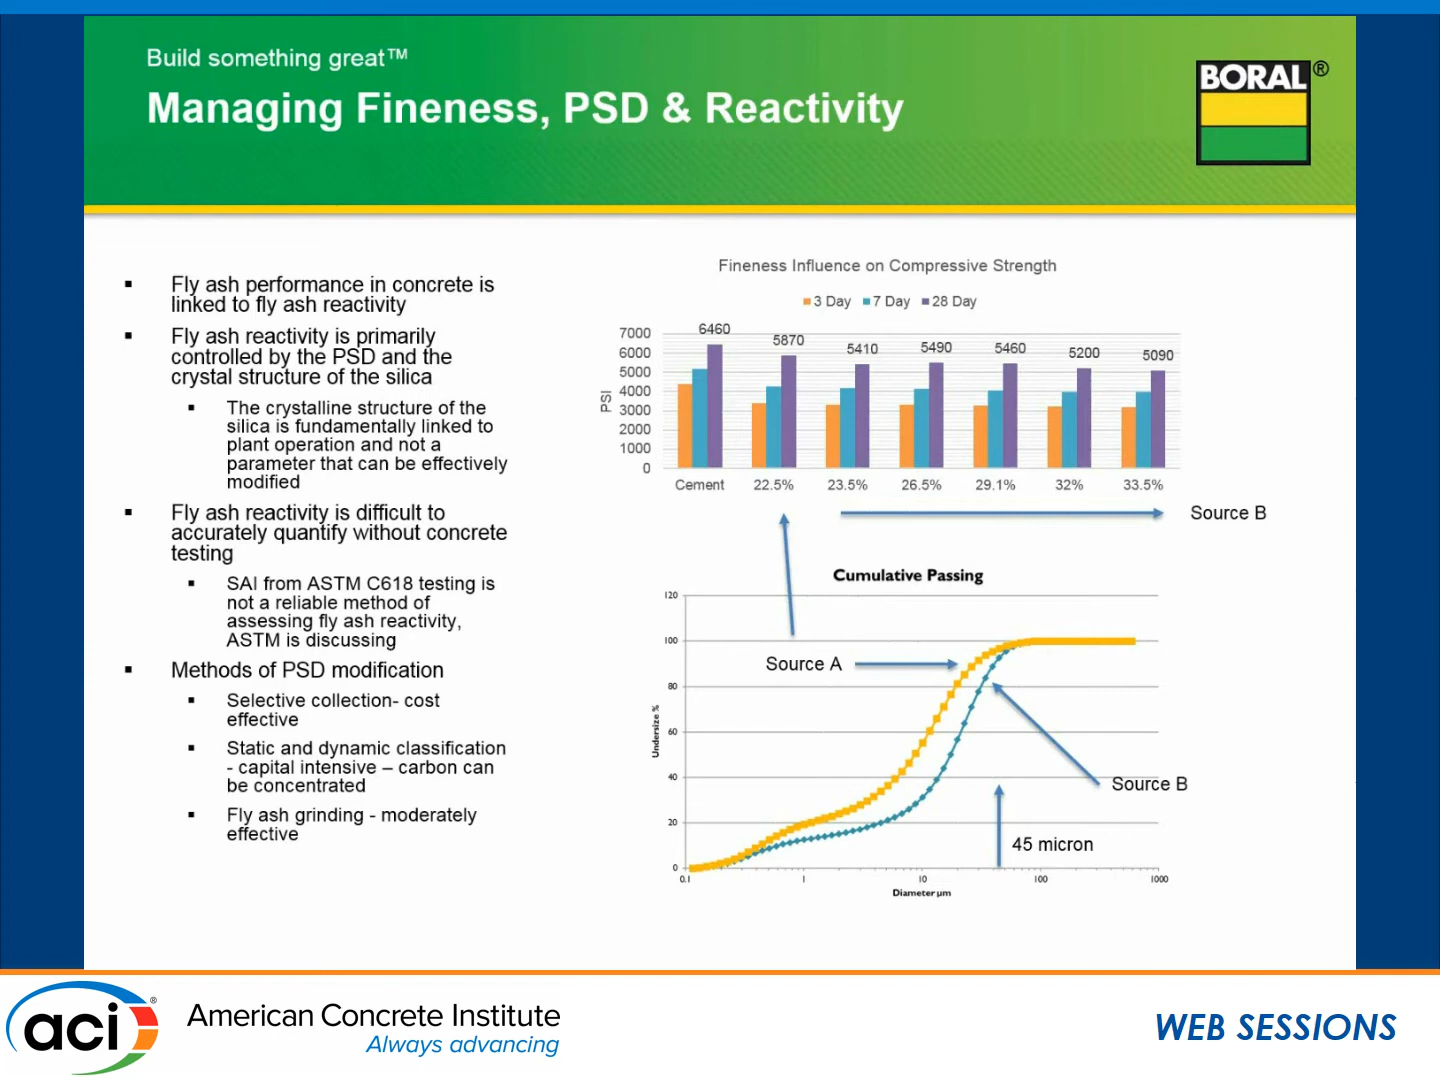 Build something great™
Managing Fineness, PSD & Reactivity
BORAL®
▪ Fly ash performance in concrete is
linked to fly ash reactivity
▪ Fly ash reactivity is primarily
controlled by the PSD and the
crystal structure of the silica
▪ The crystalline structure of the
silica is fundamentally linked to
plant operation and not a
parameter that can be effectively
modified
▪ Fly ash reactivity is difficult to
accurately quantify without concrete
testing
▪ SAI from ASTM C618 testing is
not a reliable method of
assessing fly ash reactivity,
ASTM is discussing
▪ Methods of PSD modification
▪ Selective collection- cost
effective
▪ Static and dynamic classification
- capital intensive – carbon can
be concentrated
▪ Fly ash grinding - moderately
effective
Fineness Influence on Compressive Strength
3 Day 7 Day 28 Day
PSI
7000
6000
5000
4000
3000
2000
1000
0
6460 5870 5410 5490 5460 5200 5090
Cement 22.5% 23.5% 26.5% 29.1% 32% 33.5%
Source B
Cumulative Passing
Undersize %
120
100
80
60
40
20
0
Source A
Source B
45 micron
0.1 1 10 100 1000
Diameter µm
aci®
American Concrete Institute
Always advancing
WEB SESSIONS